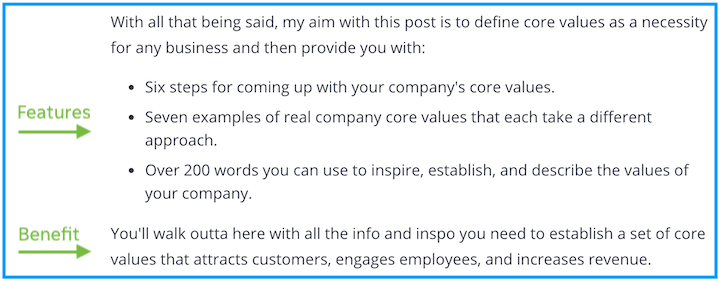 With all that being said, my aim with this post is to define core values as a necessity
for any business and then provide you with:
• Six steps for coming up with your company's core values.
Features
• Seven examples of real company core values that each take a different
approach.
• Over 200 words you can use to inspire, establish, and describe the values of
your company.
Benefit
You'll walk outta here with all the info and inspo you need to establish a set of core
values that attracts customers, engages employees, and increases revenue.